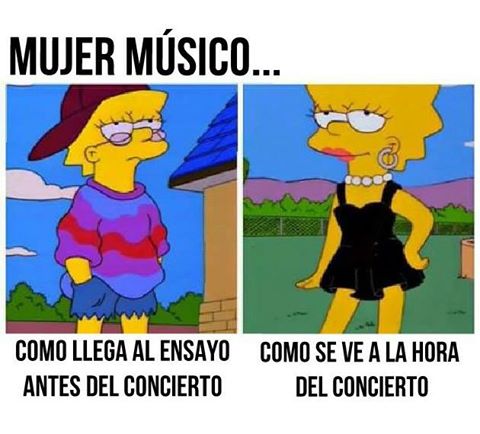 MUJER MÚSICO...
COMO LLEGA AL ENSAYO
ANTES DEL CONCIERTO
COMO SE VE A LA HORA
DEL CONCIERTO